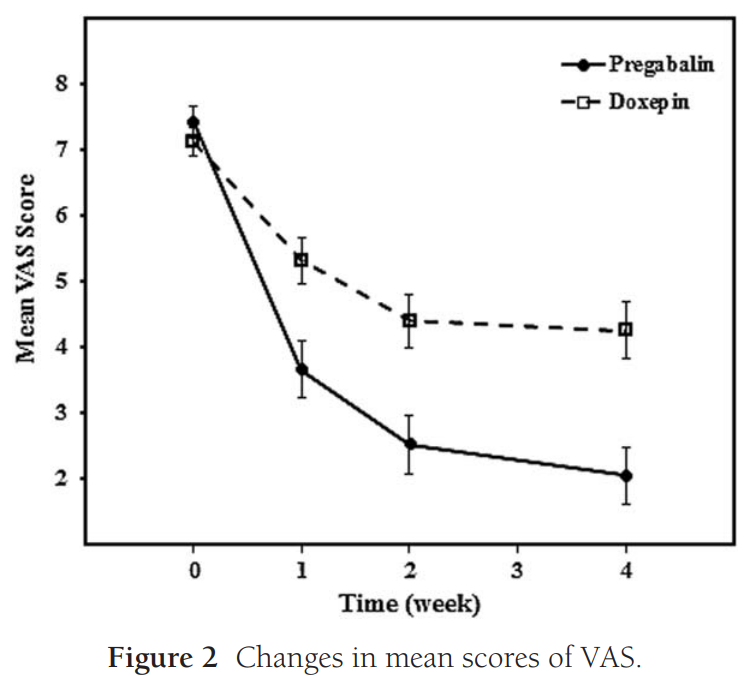 Pregabalin
Doxepin
8
7
6
5
4
3
2
Mean VAS Score
0 1 2 3 4
Time (week)
Figure 2 Changes in mean scores of VAS.